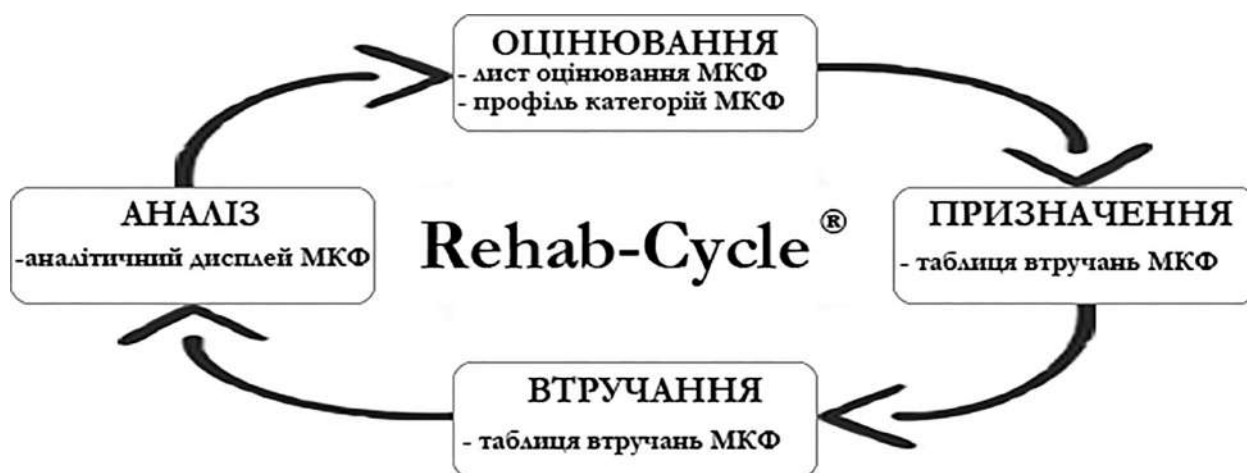 ОЦІНЮВАННЯ
- лист оцінювання МКФ
- профіль категорій МКФ
АНАЛІЗ
-аналітичний дисплей МКФ
Rehab-Cycle®
ПРИЗНАЧЕННЯ
- таблиця втручань МКФ
ВТРУЧАННЯ
- таблиця втручань МКФ